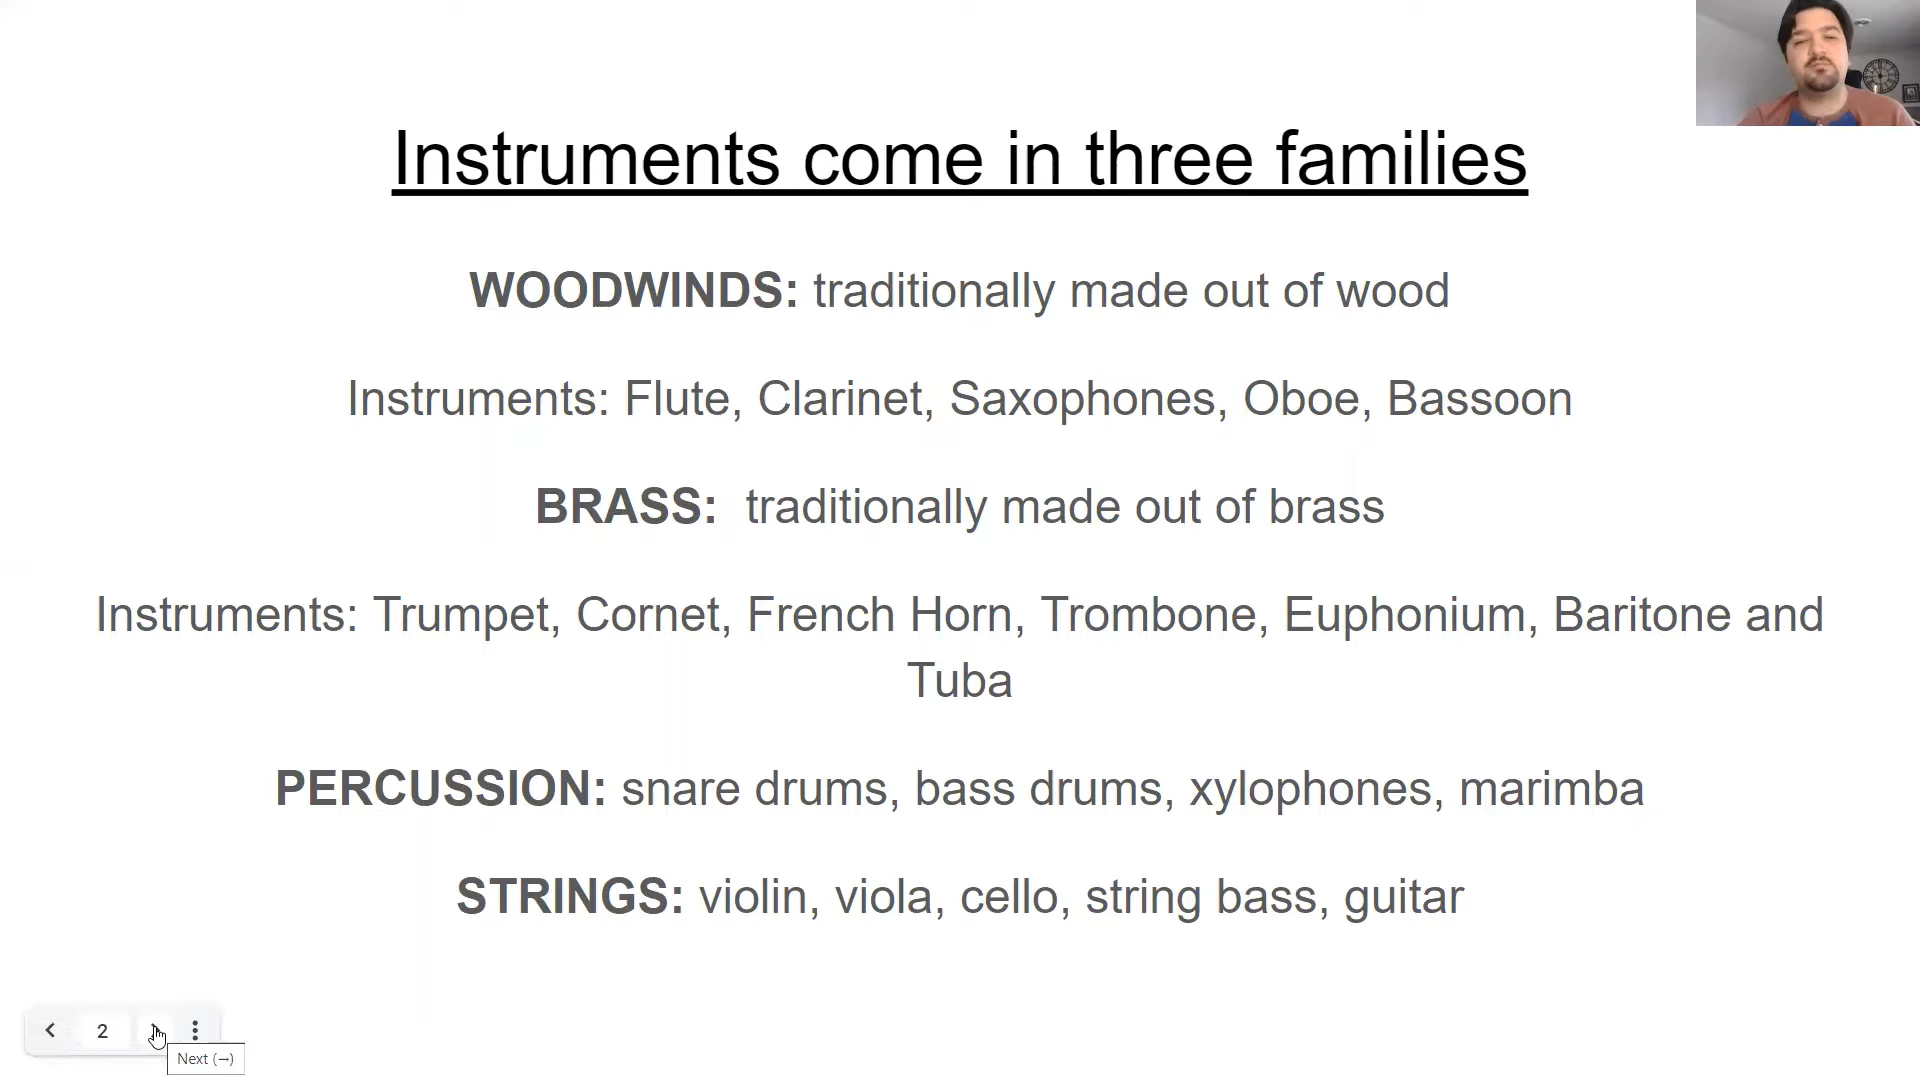 Instruments come in three families
WOODWINDS: traditionally made out of wood
Instruments: Flute, Clarinet, Saxophones, Oboe, Bassoon
BRASS:  traditionally made out of brass
Instruments: Trumpet, Cornet, French Horn, Trombone, Euphonium, Baritone and
Tuba
PERCUSSION: snare drums, bass drums, xylophones, marimba
STRINGS: violin, viola, cello, string bass, guitar
2
Next (→)